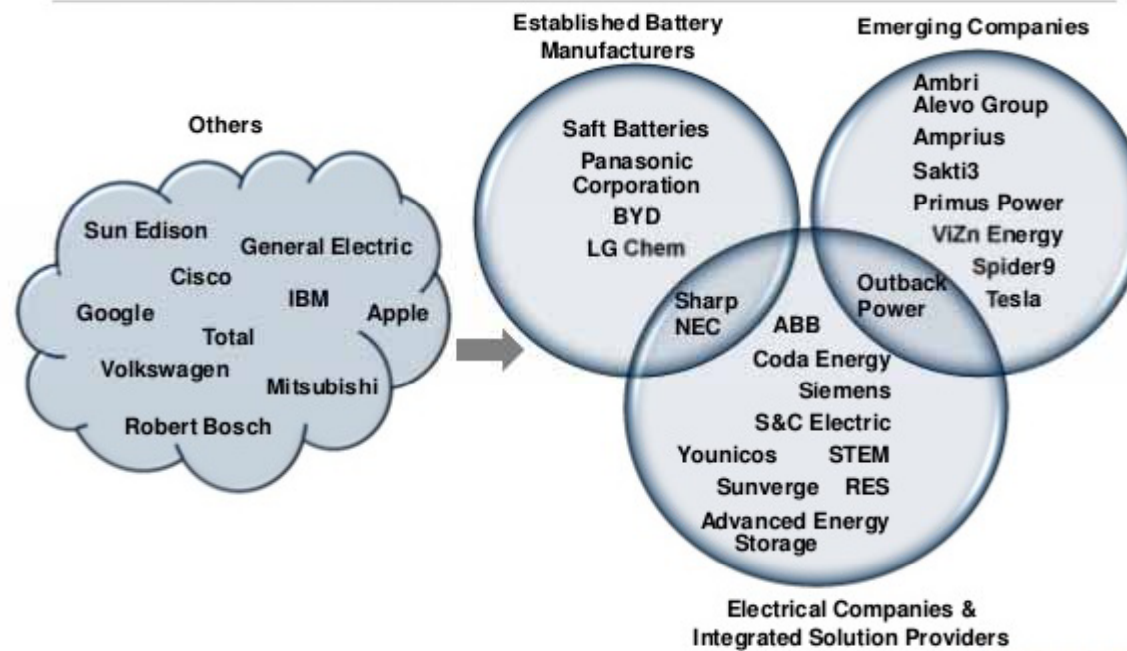 Others
Sun Edison
General Electric
Cisco
IBM
Google
Apple
Total
Volkswagen
Mitsubishi
Robert Bosch
Established Battery
Manufacturers
Saft Batteries
Panasonic
Corporation
BYD
LG Chem
Sharp
NEC
Emerging Companies
Ambri
Alevo Group
Amprius
Sakti3
Primus Power
ViZn Energy
Spider9
Tesla
Outback
Power
ABB
Coda Energy
Siemens
S&C Electric
Younicos STEM
Sunverge RES
Advanced Energy
Storage
Electrical Companies &
Integrated Solution Providers